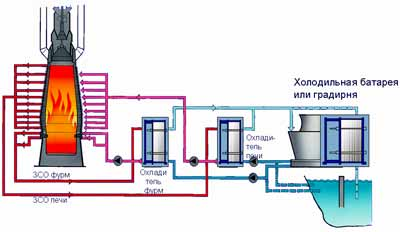 Холодильная батарея
или градирня
Охлади-
тель
печи
Охлади
тель
фурм
ЗСО фурм
ЗСО печи